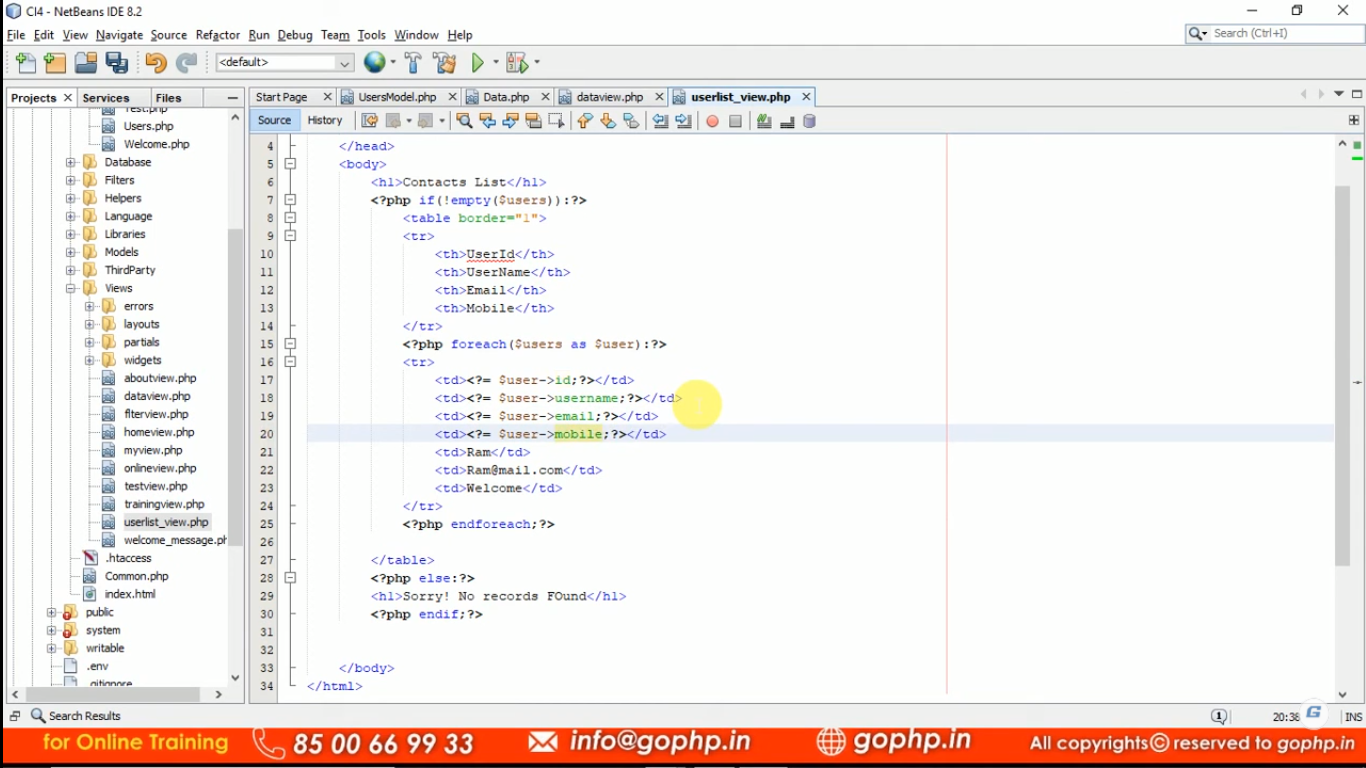 CI4 - NetBeans IDE 8.2
File Edit View Navigate Source Refactor Run Debug Team Tools Window Help
Search (Ctrl+I)
<default>
Projects Services Files
Start Page UsersModel.php Data.php dataview.php userlist_view.php
Source History
Test.php
Users.php
Welcome.php
Database
Filters
Helpers
Language
Libraries
Models
ThirdParty
Views
errors
layouts
partials
widgets
aboutview.php
dataview.php
flterview.php
homeview.php
myview.php
onlineview.php
testview.php
trainingview.php
userlist_view.php
welcome_message.ph
.htaccess
Common.php
index.html
public
system
writable
.env
.gitignore
4 </head>
5 <body>
6 <h1>Contacts List</h1>
7 <?php if(!empty($users)):?>
8 <table border="1">
9 <tr>
10 <th>UserId</th>
11 <th>UserName</th>
12 <th>Email</th>
13 <th>Mobile</th>
14 </tr>
15 <?php foreach($users as $user):?>
16 <tr>
17 <td><?= $user->id;?></td>
18 <td><?= $user->username;?></td>
19 <td><?= $user->email;?></td>
20 <td><?= $user->mobile;?></td>
21 <td>Ram</td>
22 <td>Ram@mail.com</td>
23 <td>Welcome</td>
24 </tr>
25 <?php endforeach;?>
26
27 </table>
28 <?php else:?>
29 <h1>Sorry! No records FOund</h1>
30 <?php endif;?>
31
32
33 </body>
34 </html>
Search Results
1
20:38
G
INS
for Online Training 85 00 66 99 33 info@gophp.in gophp.in All copyrights© reserved to gophp.in